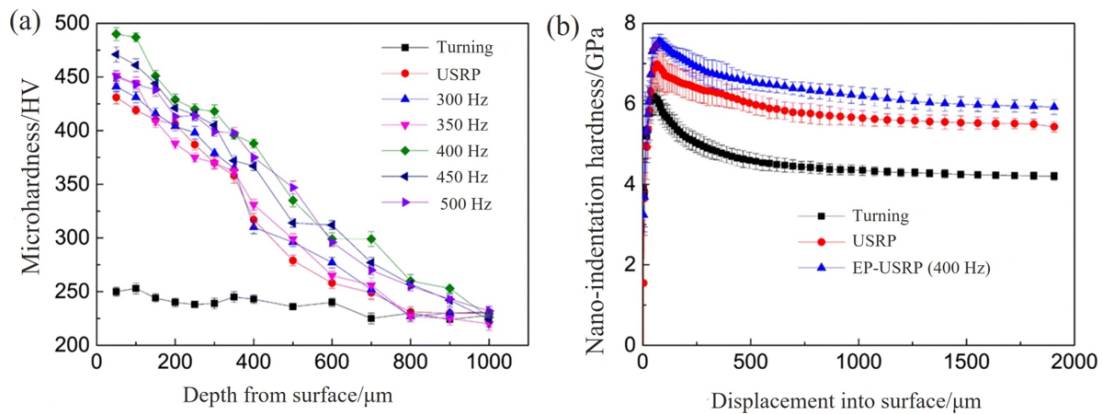 (a)
Microhardness/HV
500
450
400
350
300
250
200
0
200
400
600
800
1000
Depth from surface/μm
Turning
USRP
300 Hz
350 Hz
400 Hz
450 Hz
500 Hz
(b)
Nano-indentation hardness/GPa
8
6
4
2
0
0
500
1000
1500
2000
Displacement into surface/μm
Turning
USRP
EP-USRP (400 Hz)